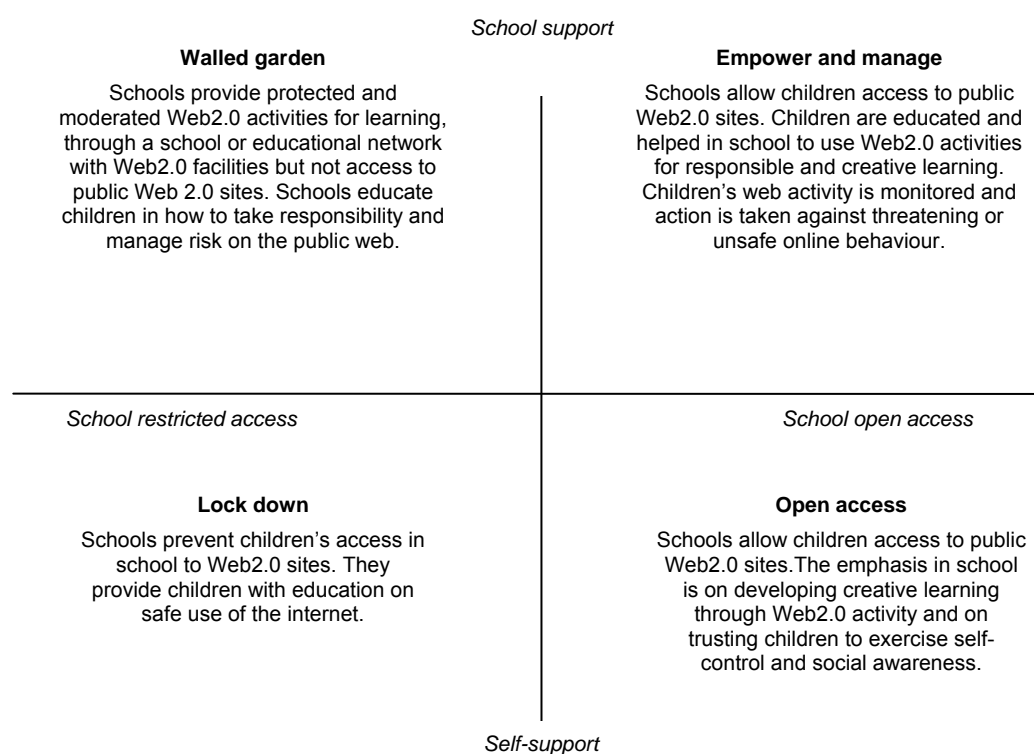 School support
Walled garden
Schools provide protected and
moderated Web2.0 activities for learning,
through a school or educational network
with Web2.0 facilities but not access to
public Web 2.0 sites. Schools educate
children in how to take responsibility and
manage risk on the public web.
Empower and manage
Schools allow children access to public
Web2.0 sites. Children are educated and
helped in school to use Web2.0 activities
for responsible and creative learning.
Children's web activity is monitored and
action is taken against threatening or
unsafe online behaviour.
School restricted access
School open access
Lock down
Schools prevent children's access in
school to Web2.0 sites. They
provide children with education on
safe use of the internet.
Open access
Schools allow children access to public
Web2.0 sites.The emphasis in school
is on developing creative learning
through Web2.0 activity and on
trusting children to exercise self-
control and social awareness.
Self-support